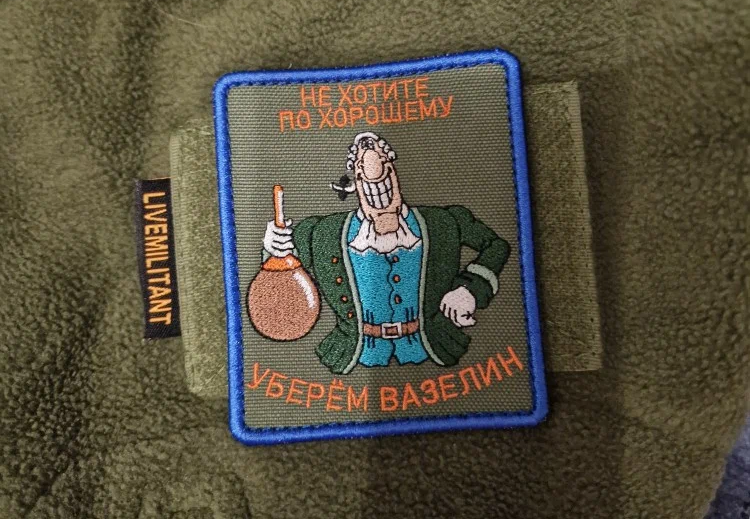 НЕ ХОТИТЕ
ПО ХОРОШЕМУ
УБЕРЁМ ВАЗЕЛИН
LIVEMILITANT